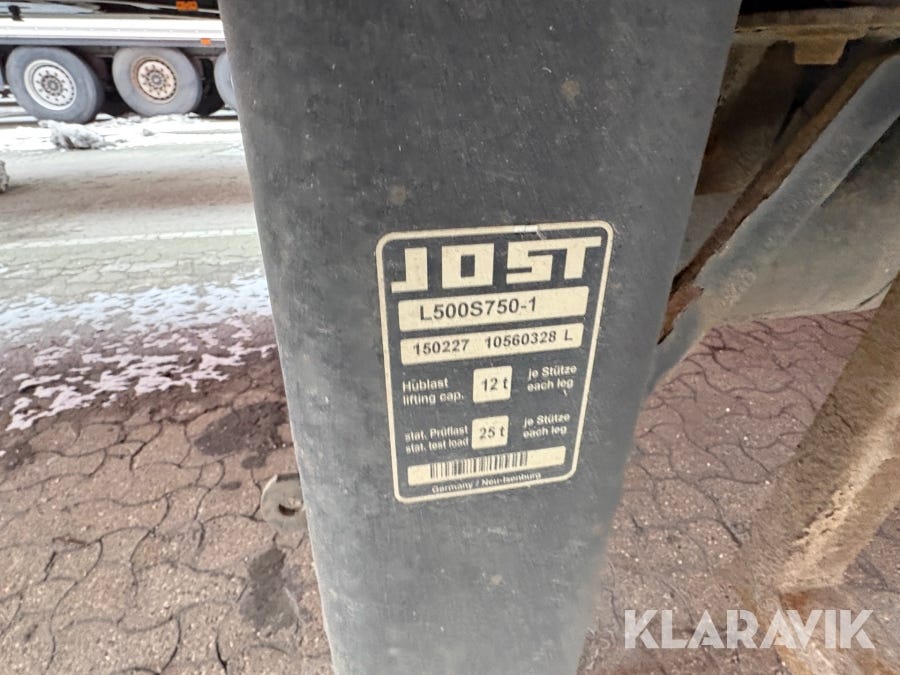 JOST
L500S750-1
150227 10560328 L
Hublast
lifting cap.
12 t
je Stütze
each leg
stat. Prüflast
stat. test load
25 t
je Stütze
each leg
Germany / Neu-Isenburg
KLARAVIK